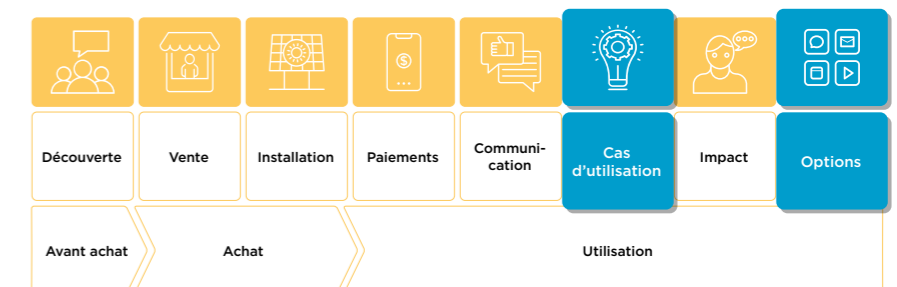 Découverte
Vente
Installation
Paiements
Communi-
cation
Cas
d'utilisation
Impact
Options
Avant achat
Achat
Utilisation